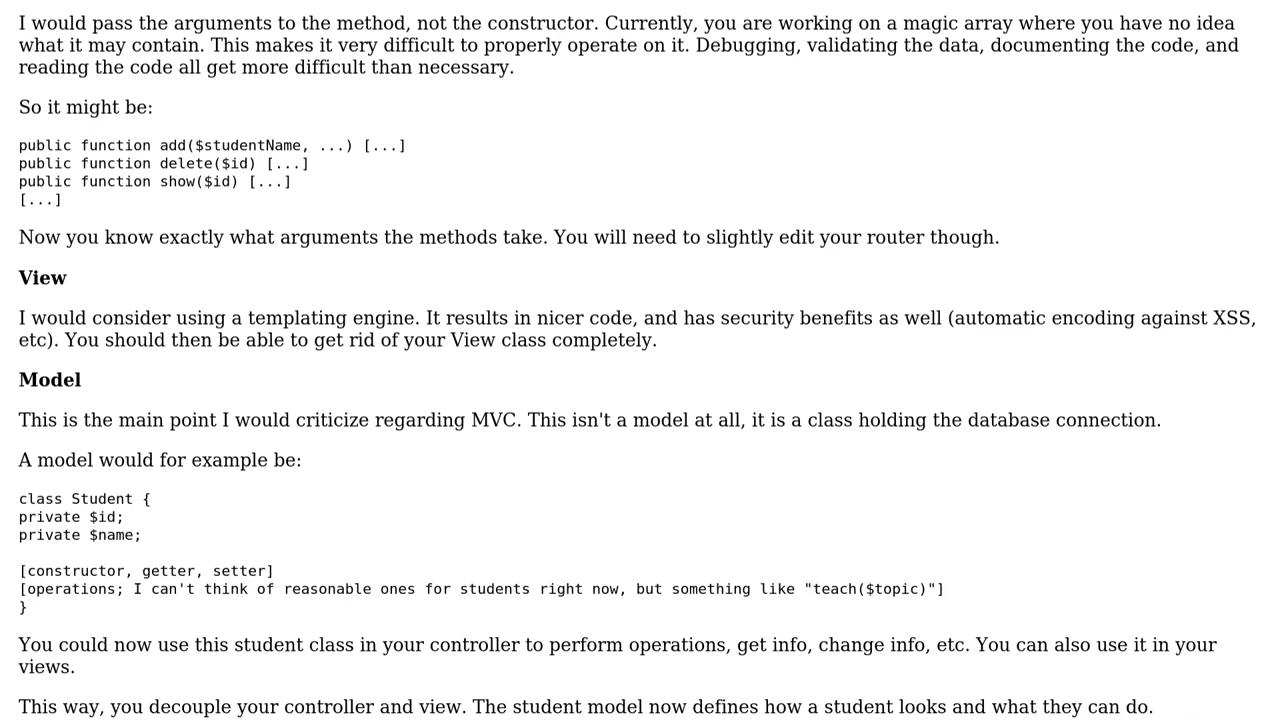 I would pass the arguments to the method, not the constructor. Currently, you are working on a magic array where you have no idea
what it may contain. This makes it very difficult to properly operate on it. Debugging, validating the data, documenting the code, and
reading the code all get more difficult than necessary.
So it might be:
public function add($studentName, ...) [...]
public function delete($id) [...]
public function show($id) [...]
[...]
Now you know exactly what arguments the methods take. You will need to slightly edit your router though.
View
I would consider using a templating engine. It results in nicer code, and has security benefits as well (automatic encoding against XSS,
etc). You should then be able to get rid of your View class completely.
Model
This is the main point I would criticize regarding MVC. This isn't a model at all, it is a class holding the database connection.
A model would for example be:
class Student {
private $id;
private $name;
[constructor, getter, setter]
[operations; I can't think of reasonable ones for students right now, but something like "teach($topic)"]
}
You could now use this student class in your controller to perform operations, get info, change info, etc. You can also use it in your
views.
This way, you decouple your controller and view. The student model now defines how a student looks and what they can do.